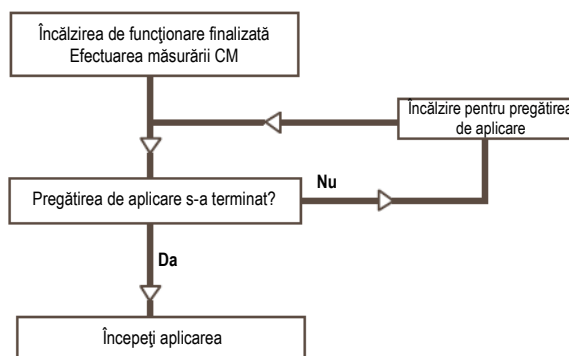 Încălzirea de funcţionare finalizată
Efectuarea măsurării CM
Încălzire pentru pregătirea
de aplicare
Pregătirea de aplicare s-a terminat?
Nu
Da
Începeţi aplicarea